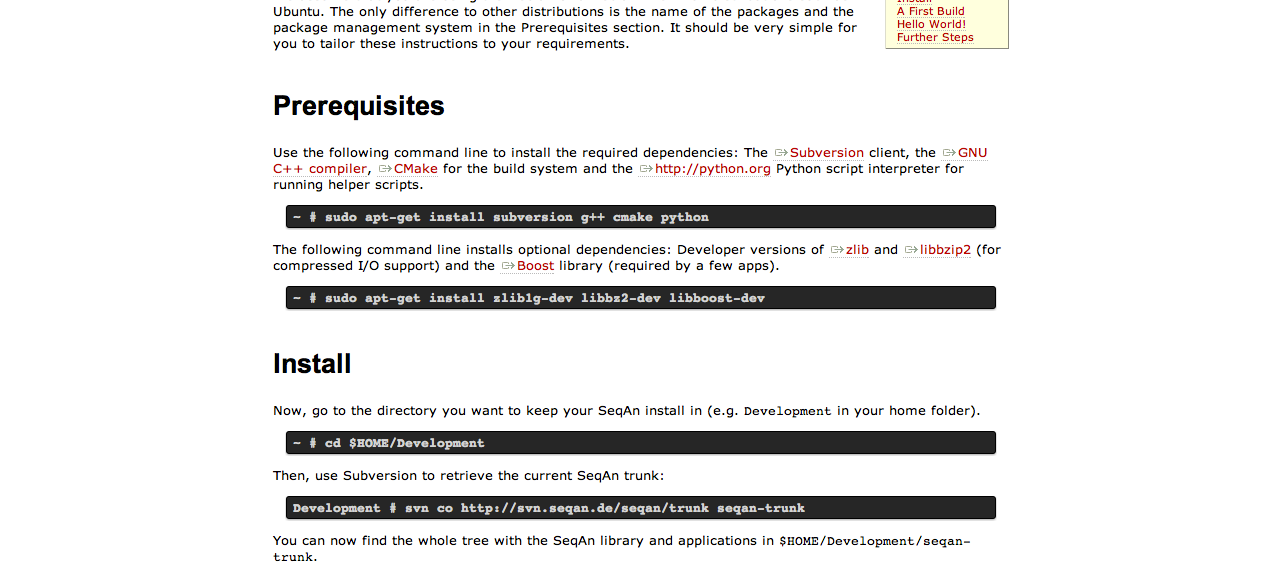 Ubuntu. The only difference to other distributions is the name of the packages and the
package management system in the Prerequisites section. It should be very simple for
you to tailor these instructions to your requirements.
Install
A First Build
Hello World!
Further Steps
Prerequisites
Use the following command line to install the required dependencies: The Subversion client, the GNU
C++ compiler, CMake for the build system and the http://python.org Python script interpreter for
running helper scripts.
~ # sudo apt-get install subversion g++ cmake python
The following command line installs optional dependencies: Developer versions of zlib and libbzip2 (for
compressed I/O support) and the Boost library (required by a few apps).
~ # sudo apt-get install zlib1g-dev libbz2-dev libboost-dev
Install
Now, go to the directory you want to keep your SeqAn install in (e.g. Development in your home folder).
~ # cd $HOME/Development
Then, use Subversion to retrieve the current SeqAn trunk:
Development # svn co http://svn.seqan.de/seqan/trunk seqan-trunk
You can now find the whole tree with the SeqAn library and applications in $HOME/Development/seqan-
trunk.